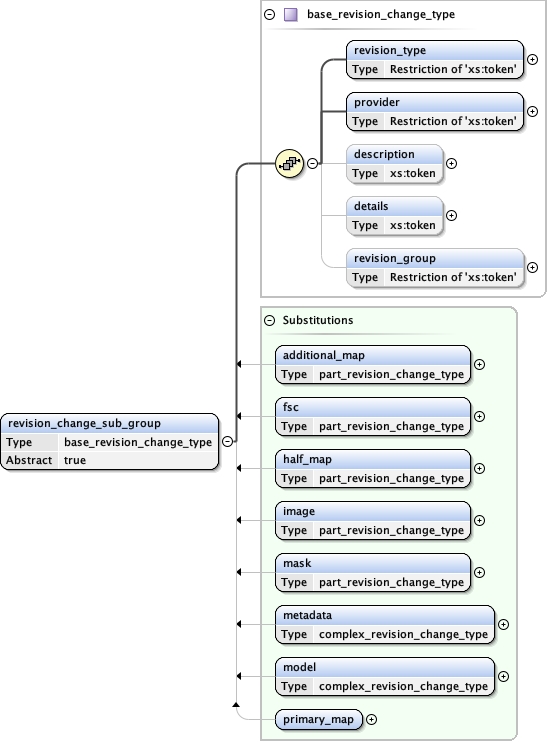 base_revision_change_type
revision_type
Type Restriction of 'xs:token'
provider
Type Restriction of 'xs:token'
description
Type xs:token
details
Type xs:token
revision_group
Type Restriction of 'xs:token'
Substitutions
additional_map
Type part_revision_change_type
fsc
Type part_revision_change_type
revision_change_sub_group
Type base_revision_change_type
Abstract true
half_map
Type part_revision_change_type
image
Type part_revision_change_type
mask
Type part_revision_change_type
metadata
Type complex_revision_change_type
model
Type complex_revision_change_type
primary_map